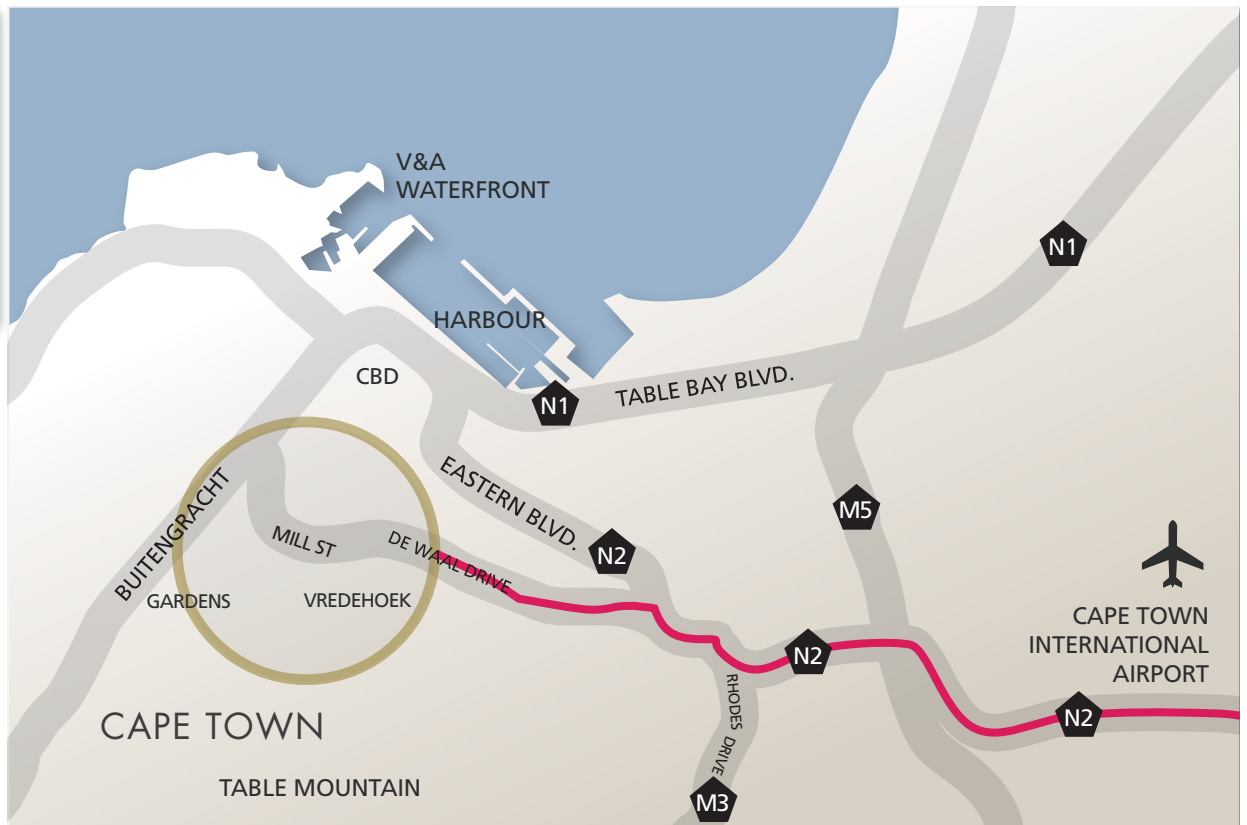 V&A
WATERFRONT
N1
HARBOUR
CBD
TABLE BAY BLVD.
N1
EASTERN BLVD.
BUITENGRACHT
M5
MILL ST
DE WAAL DRIVE
N2
GARDENS
VREDEHOEK
CAPE TOWN
INTERNATIONAL
AIRPORT
N2
RHODES DRIVE
N2
CAPE TOWN
TABLE MOUNTAIN
M3